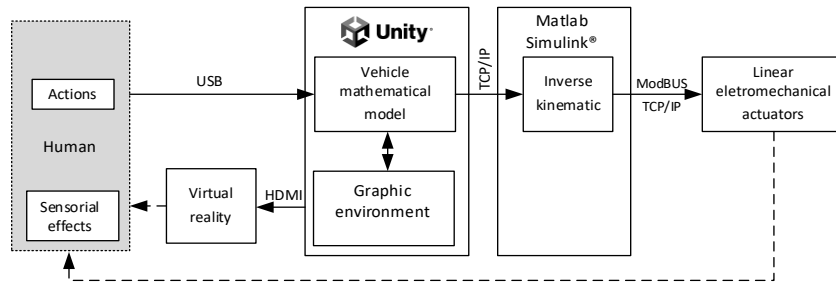 Actions
Human
Sensorial
effects
USB
Virtual
reality
HDMI
Unity
Vehicle
mathematical
model
Graphic
environment
TCP/IP
Matlab
Simulink®
Inverse
kinematic
ModBUS
TCP/IP
Linear
eletromechanical
actuators